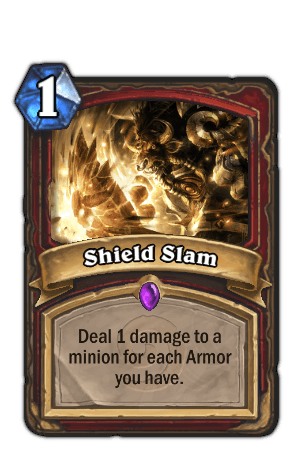 1
Shield Slam
Deal 1 damage to a
minion for each Armor
you have.